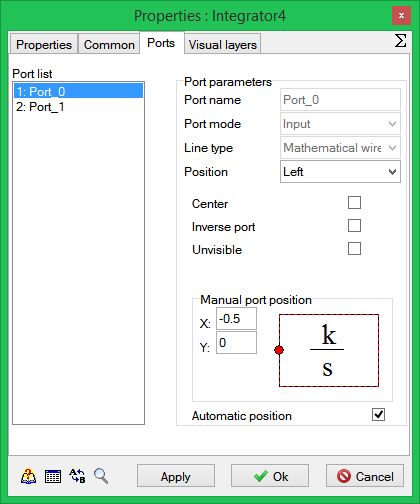 Properties : Integrator4
x
Properties Common Ports Visual layers Σ
Port list
1: Port_0
2: Port_1
Port parameters
Port name Port_0
Port mode Input
Line type Mathematical wire
Position Left
Center
Inverse port
Unvisible
Manual port position
X: -0.5
Y: 0
k
s
Automatic position
A B
Apply Ok Cancel